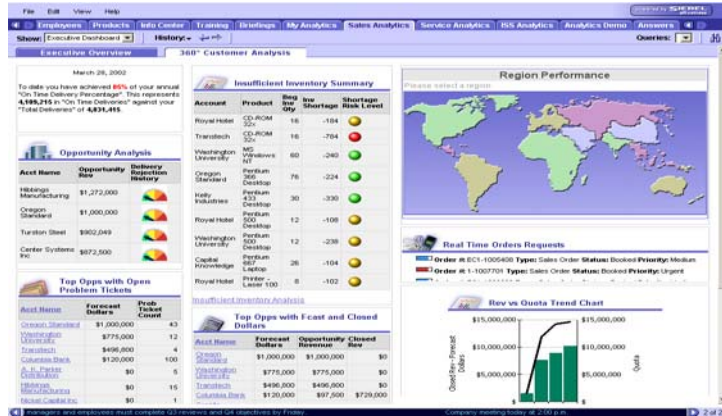 File Edit View Help
Employees Products Info Center Training Briefings My Analytics Sales Analytics Service Analytics ISS Analytics Analytics Demo Answers
Show: Executive Dashboard History: Queries:
Executive Overview 360° Customer Analysis
March 28, 2002
To date you have achieved 85% of your annual
"On Time Delivery Percentage". This represents
4,109,215 in "On Time Deliveries" against your
"Total Deliveries" of 4,831,415.
Opportunity Analysis
Acct Name Opportunity Rev Delivery Rejection History
Hibbings Manufacturing $1,272,000
Oregon Standard $1,000,000
Turston Steel $902,049
Center Systems Inc $872,500
Top Opps with Open
Problem Tickets
Acct Name Forecast Dollars Prob Ticket Count
Oregon Standard $1,000,000 43
Washington University $775,000 12
Transtech $496,800 4
Columbia Bank $120,000 100
A. K. Parker Distribution $0 5
Hibbings Manufacturing $0 15
Nicius Capital Inc $0 1
Insufficient Inventory Summary
Account Product Beg Inv Qty Inv Shortage Shortage Risk Level
Royal Hotel CD-ROM 32x 16 -184
Transtech CD-ROM 32x 16 -784
Washington University MS Windows NT 60 -240
Oregon Standard Pentium 366 Desktop 76 -224
Kelly Industries Pentium 433 Desktop 30 -330
Royal Hotel Pentium 500 Desktop 12 -108
Washington University Pentium 500 Desktop 12 -238
Capital Knowledge Pentium 667 Laptop 26 -104
Royal Hotel Printer - Laser 100 8 -102
Insufficient Inventory Analysis
Top Opps with Fcast and Closed
Dollars
Acct Name Forecast Dollars Opportunity Revenue Closed Rev
Oregon Standard $1,000,000 $1,000,000 $0
Washington University $775,000 $775,000 $0
Transtech $496,800 $496,800 $0
Columbia Bank $120,000 $97,500 $729,000
Region Performance
Please select a region
Real Time Orders Requests
Order #: EC1-1005408 Type: Sales Order Status: Booked Priority: Medium
Order #: 1-1007701 Type: Sales Order Status: Booked Priority: Urgent
Rev vs Quota Trend Chart
$15,000,000 $15,000,000
$10,000,000 $10,000,000
$5,000,000 $5,000,000
Closed Rev - Forecast Dollars
Quota
managers and employees must complete Q3 reviews and Q4 objectives by Friday. Company meeting today at 2:00 p.m.